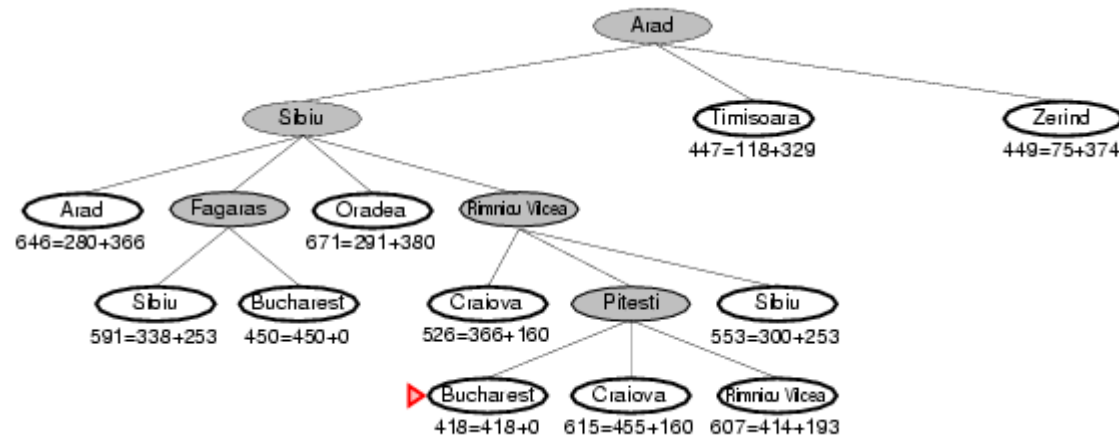 Arad
Sibiu
Timisoara
Zerind
447=118+329
449=75+374
Arad
Fagaras
Oradea
Rimnicu Vilcea
646=280+366
671=291+380
Sibiu
Bucharest
Craiova
Pitesti
Sibiu
591=338+253
450=450+0
526=366+160
553=300+253
Bucharest
Craiova
Rimnicu Vilcea
418=418+0
615=455+160
607=414+193